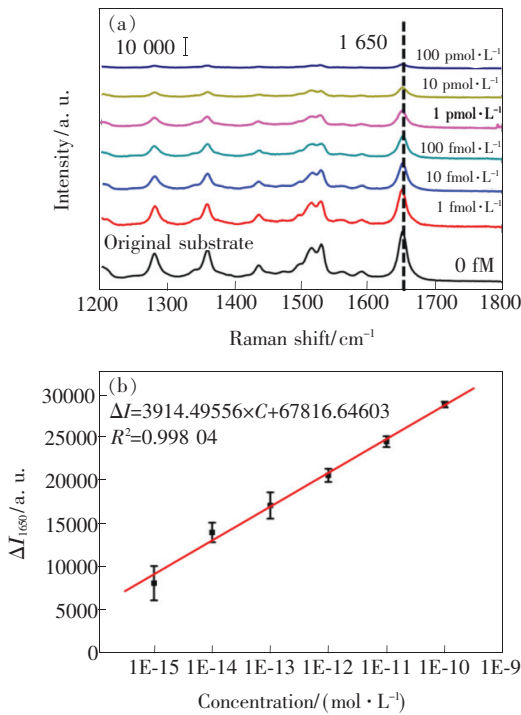 (a)
10 000
1 650
100 pmol·L⁻¹
10 pmol·L⁻¹
1 pmol·L⁻¹
100 fmol·L⁻¹
10 fmol·L⁻¹
1 fmol·L⁻¹
Original substrate
0 fM
Intensity/a. u.
1200 1300 1400 1500 1600 1700 1800
Raman shift/cm⁻¹
(b)
ΔI=3914.49556×C+67816.64603
R²=0.998 04
30000
25000
20000
15000
10000
5000
0
ΔI₁₆₅₀/a. u.
1E-15 1E-14 1E-13 1E-12 1E-11 1E-10 1E-9
Concentration/(mol·L⁻¹)